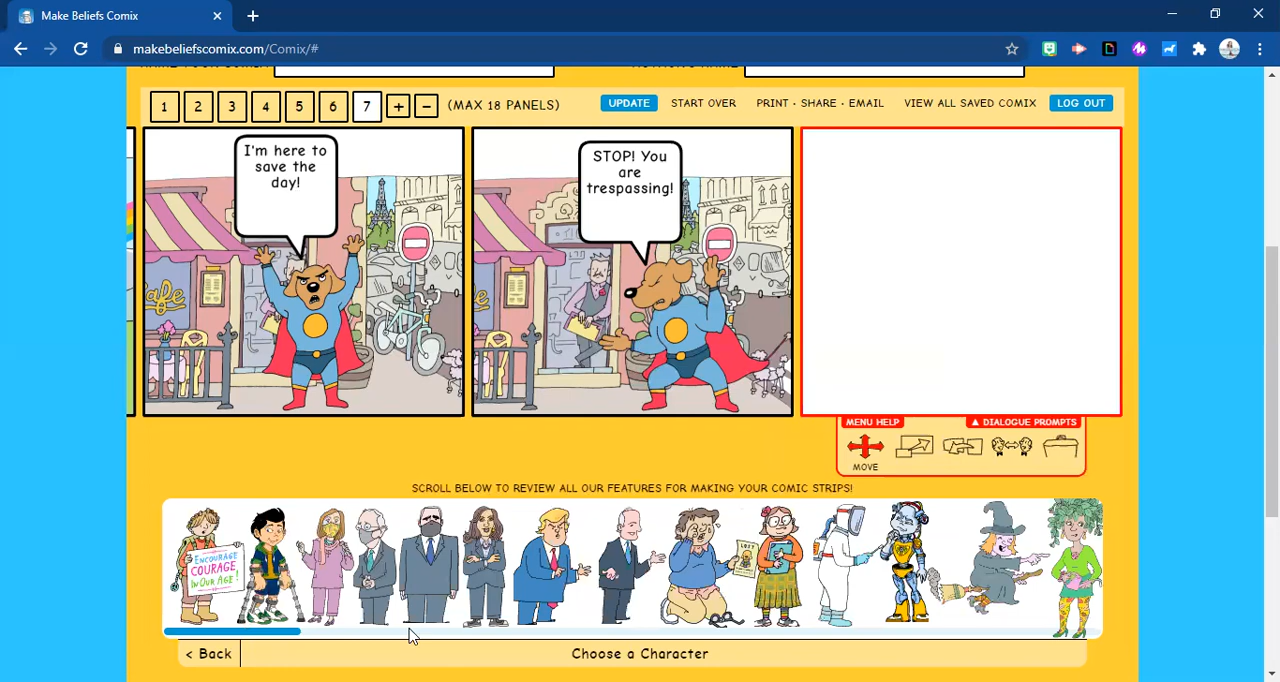 Make Beliefs Comix
makebeliefscomix.com/Comix/#
1 2 3 4 5 6 7 + − (MAX 18 PANELS) UPDATE START OVER PRINT · SHARE · EMAIL VIEW ALL SAVED COMIX LOG OUT
I'm here to
save the
day!
STOP! You
are
trespassing!
Cafe
MENU HELP ▲ DIALOGUE PROMPTS
MOVE
SCROLL BELOW TO REVIEW ALL OUR FEATURES FOR MAKING YOUR COMIC STRIPS!
ENCOURAGE
COURAGE
IN OUR AGE!
LOST
< Back Choose a Character